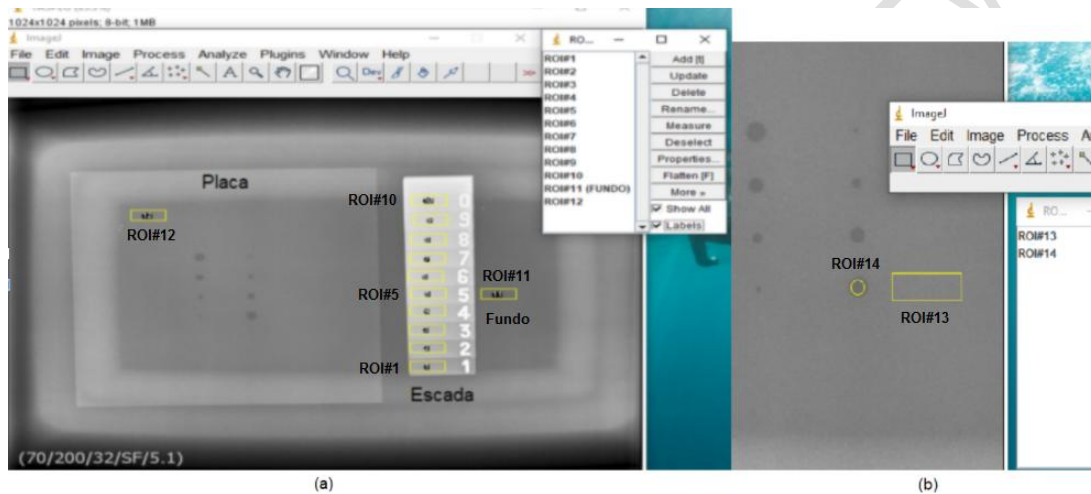 1024x1024 pixels; 8-bit; 1MB
ImageJ
File Edit Image Process Analyze Plugins Window Help
A Dev
RO...
ROI#1
ROI#2
ROI#3
ROI#4
ROI#5
ROI#6
ROI#7
ROI#8
ROI#9
ROI#10
ROI#11 (FUNDO)
ROI#12
Add [t]
Update
Delete
Rename...
Measure
Deselect
Properties...
Flatten [F]
More »
Show All
Labels
Placa
ROI#12
ROI#10
0
9
8
7
6
ROI#5
5
ROI#11
Fundo
4
3
2
ROI#1
1
Escada
(70/200/32/SF/5.1)
(a)
ImageJ
File Edit Image Process A
RO...
ROI#13
ROI#14
ROI#14
ROI#13
(b)